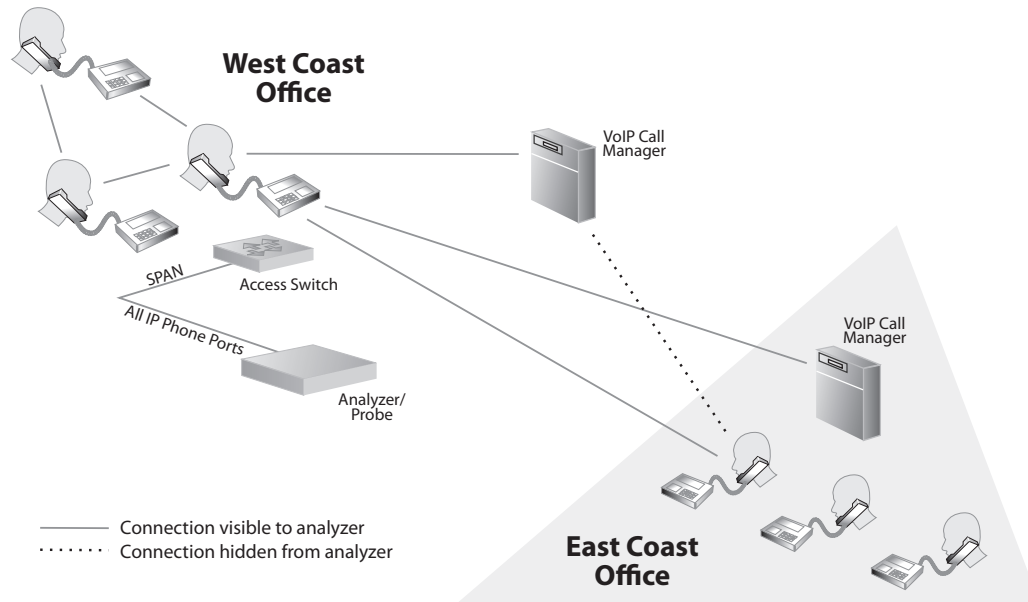 West Coast
Office
VoIP Call
Manager
SPAN
Access Switch
All IP Phone Ports
Analyzer/
Probe
VoIP Call
Manager
Connection visible to analyzer
Connection hidden from analyzer
East Coast
Office